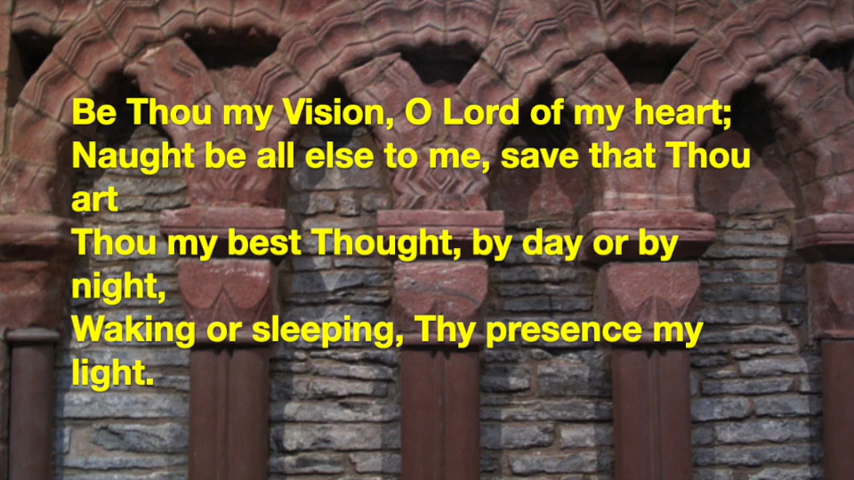 Be Thou my Vision, O Lord of my heart;
Naught be all else to me, save that Thou
art
Thou my best Thought, by day or by
night,
Waking or sleeping, Thy presence my
light.